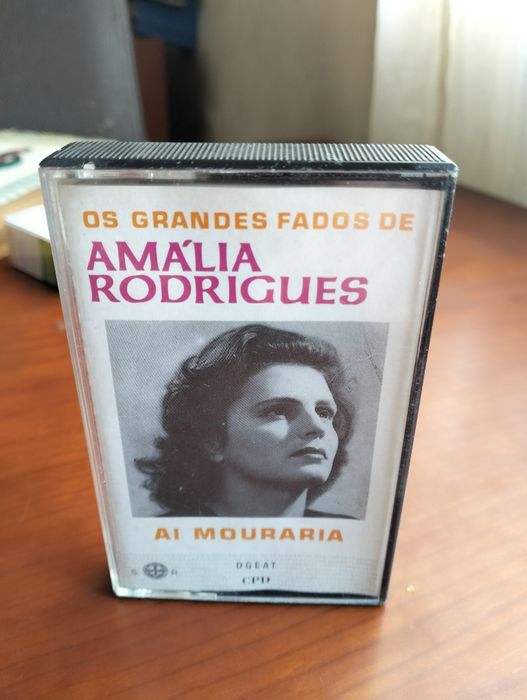 OS GRANDES FADOS DE
AMÁLIA
RODRIGUES
AI MOURARIA
S R
DGEAT
CPD